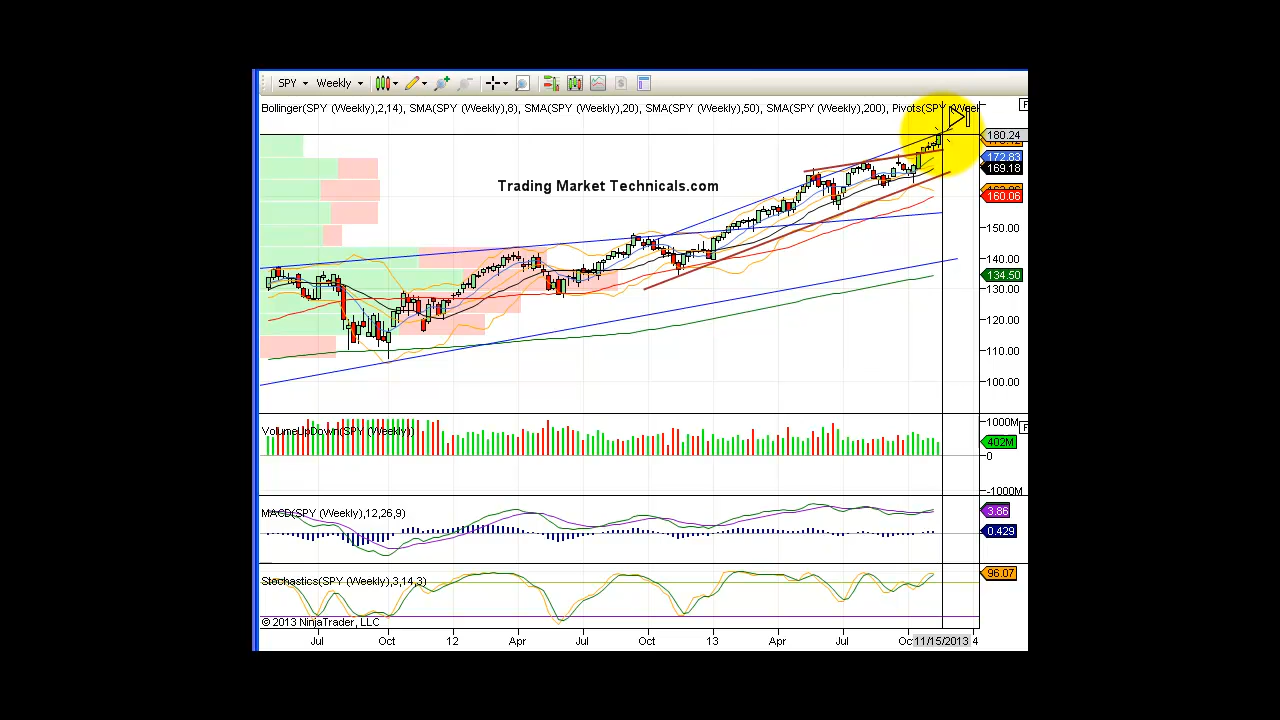 SPY Weekly
Bollinger(SPY (Weekly),2,14), SMA(SPY (Weekly),8), SMA(SPY (Weekly),20), SMA(SPY (Weekly),50), SMA(SPY (Weekly),200), Pivots(SPY (Week
F
180.24
172.83
169.18
Trading Market Technicals.com
160.06
150.00
140.00
134.50
130.00
120.00
110.00
100.00
1000M
VolumeUpDown(SPY (Weekly))
F
402M
0
-1000M
MACD(SPY (Weekly),12,26,9)
3.86
0.429
Stochastics(SPY (Weekly),3,14,3)
96.07
© 2013 NinjaTrader, LLC
Jul Oct 12 Apr Jul Oct 13 Apr Jul Oc 11/15/2013 4